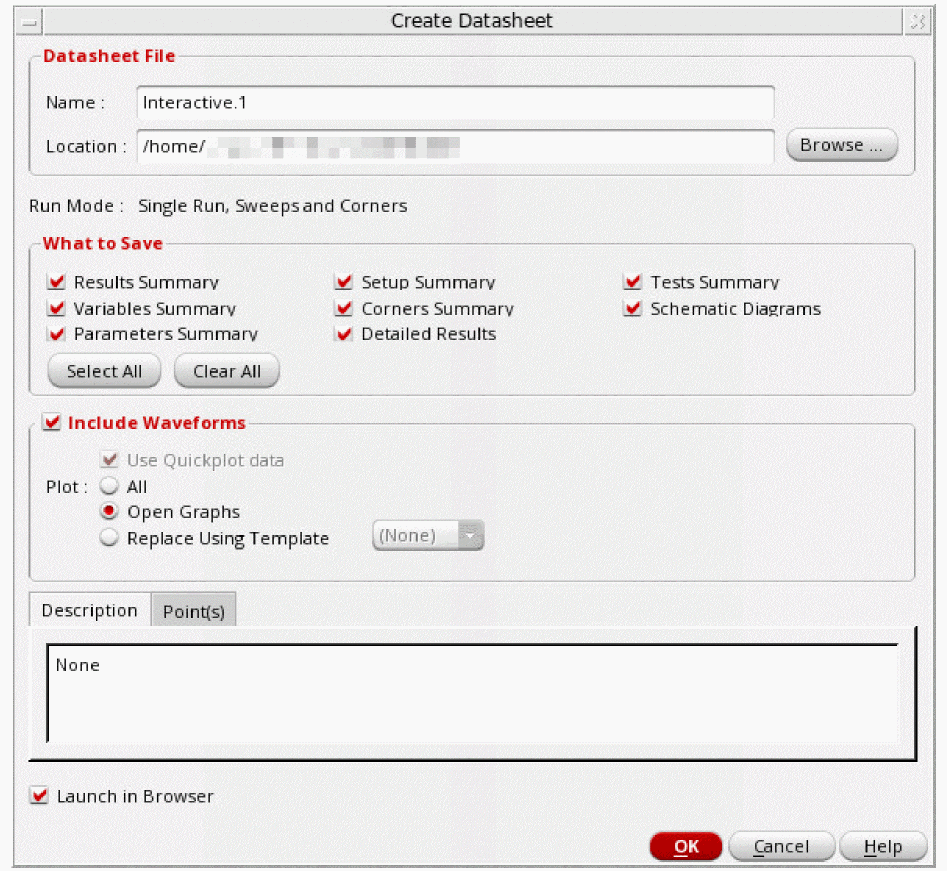 Create Datasheet
Datasheet File
Name : Interactive.1
Location : /home/ Browse ...
Run Mode : Single Run, Sweeps and Corners
What to Save
Results Summary Setup Summary Tests Summary
Variables Summary Corners Summary Schematic Diagrams
Parameters Summary Detailed Results
Select All Clear All
Include Waveforms
Use Quickplot data
Plot : All
Open Graphs
Replace Using Template (None)
Description Point(s)
None
Launch in Browser
OK Cancel Help